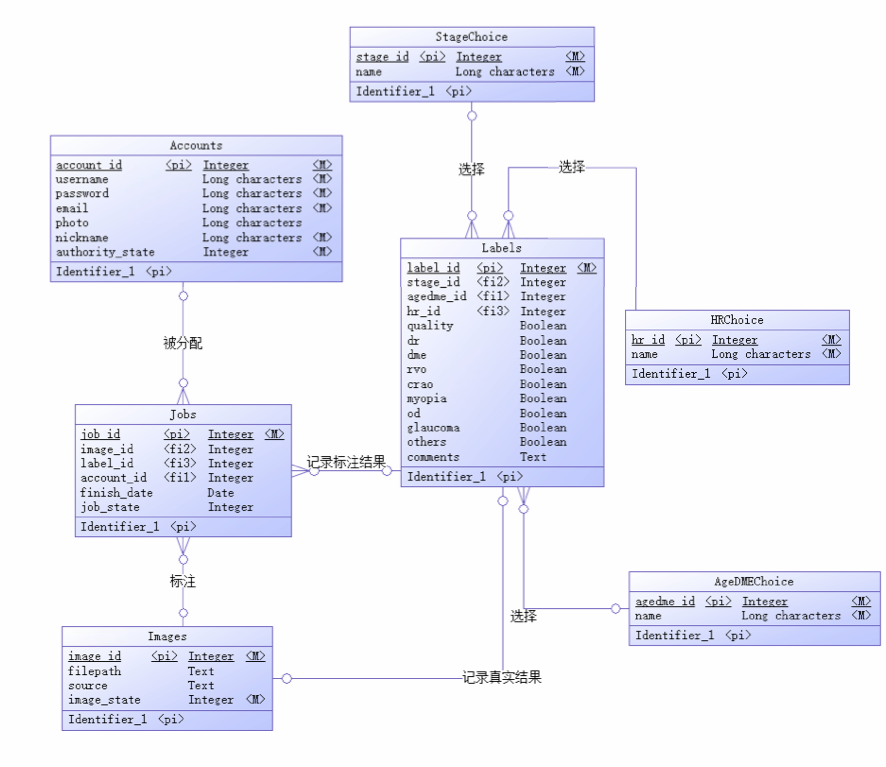 StageChoice
stage_id <pi> Integer <M>
name Long characters <M>
Identifier_1 <pi>
Accounts
account_id <pi> Integer <M>
username Long characters <M>
password Long characters <M>
email Long characters <M>
photo Long characters
nickname Long characters <M>
authority_state Integer <M>
Identifier_1 <pi>
选择
选择
Labels
label_id <pi> Integer <M>
stage_id <fi2> Integer
agedme_id <fi1> Integer
hr_id <fi3> Integer
quality Boolean
dr Boolean
dme Boolean
rvo Boolean
crao Boolean
myopia Boolean
od Boolean
glaucoma Boolean
others Boolean
comments Text
Identifier_1 <pi>
HRChoice
hr_id <pi> Integer <M>
name Long characters <M>
Identifier_1 <pi>
被分配
Jobs
job_id <pi> Integer <M>
image_id <fi2> Integer
label_id <fi3> Integer
account_id <fi1> Integer
finish_date Date
job_state Integer
Identifier_1 <pi>
记录标注结果
标注
AgeDMEChoice
agedme_id <pi> Integer <M>
name Long characters <M>
Identifier_1 <pi>
选择
Images
image_id <pi> Integer <M>
filepath Text
source Text
image_state Integer <M>
Identifier_1 <pi>
记录真实结果